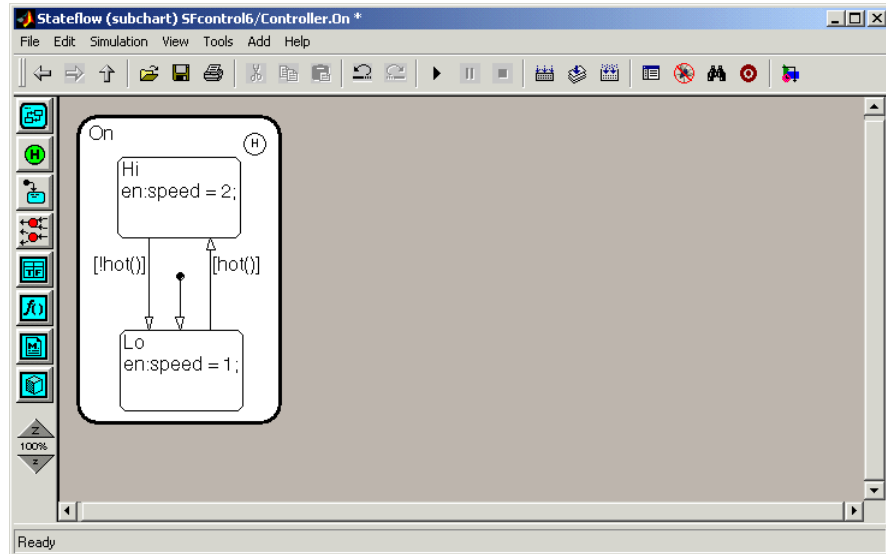 Stateflow (subchart) SFcontrol6/Controller.On *
File Edit Simulation View Tools Add Help
On
H
Hi
en:speed = 2;
[!hot()]
[hot()]
Lo
en:speed = 1;
H
TF
f()
M
Z
100%
z
Ready